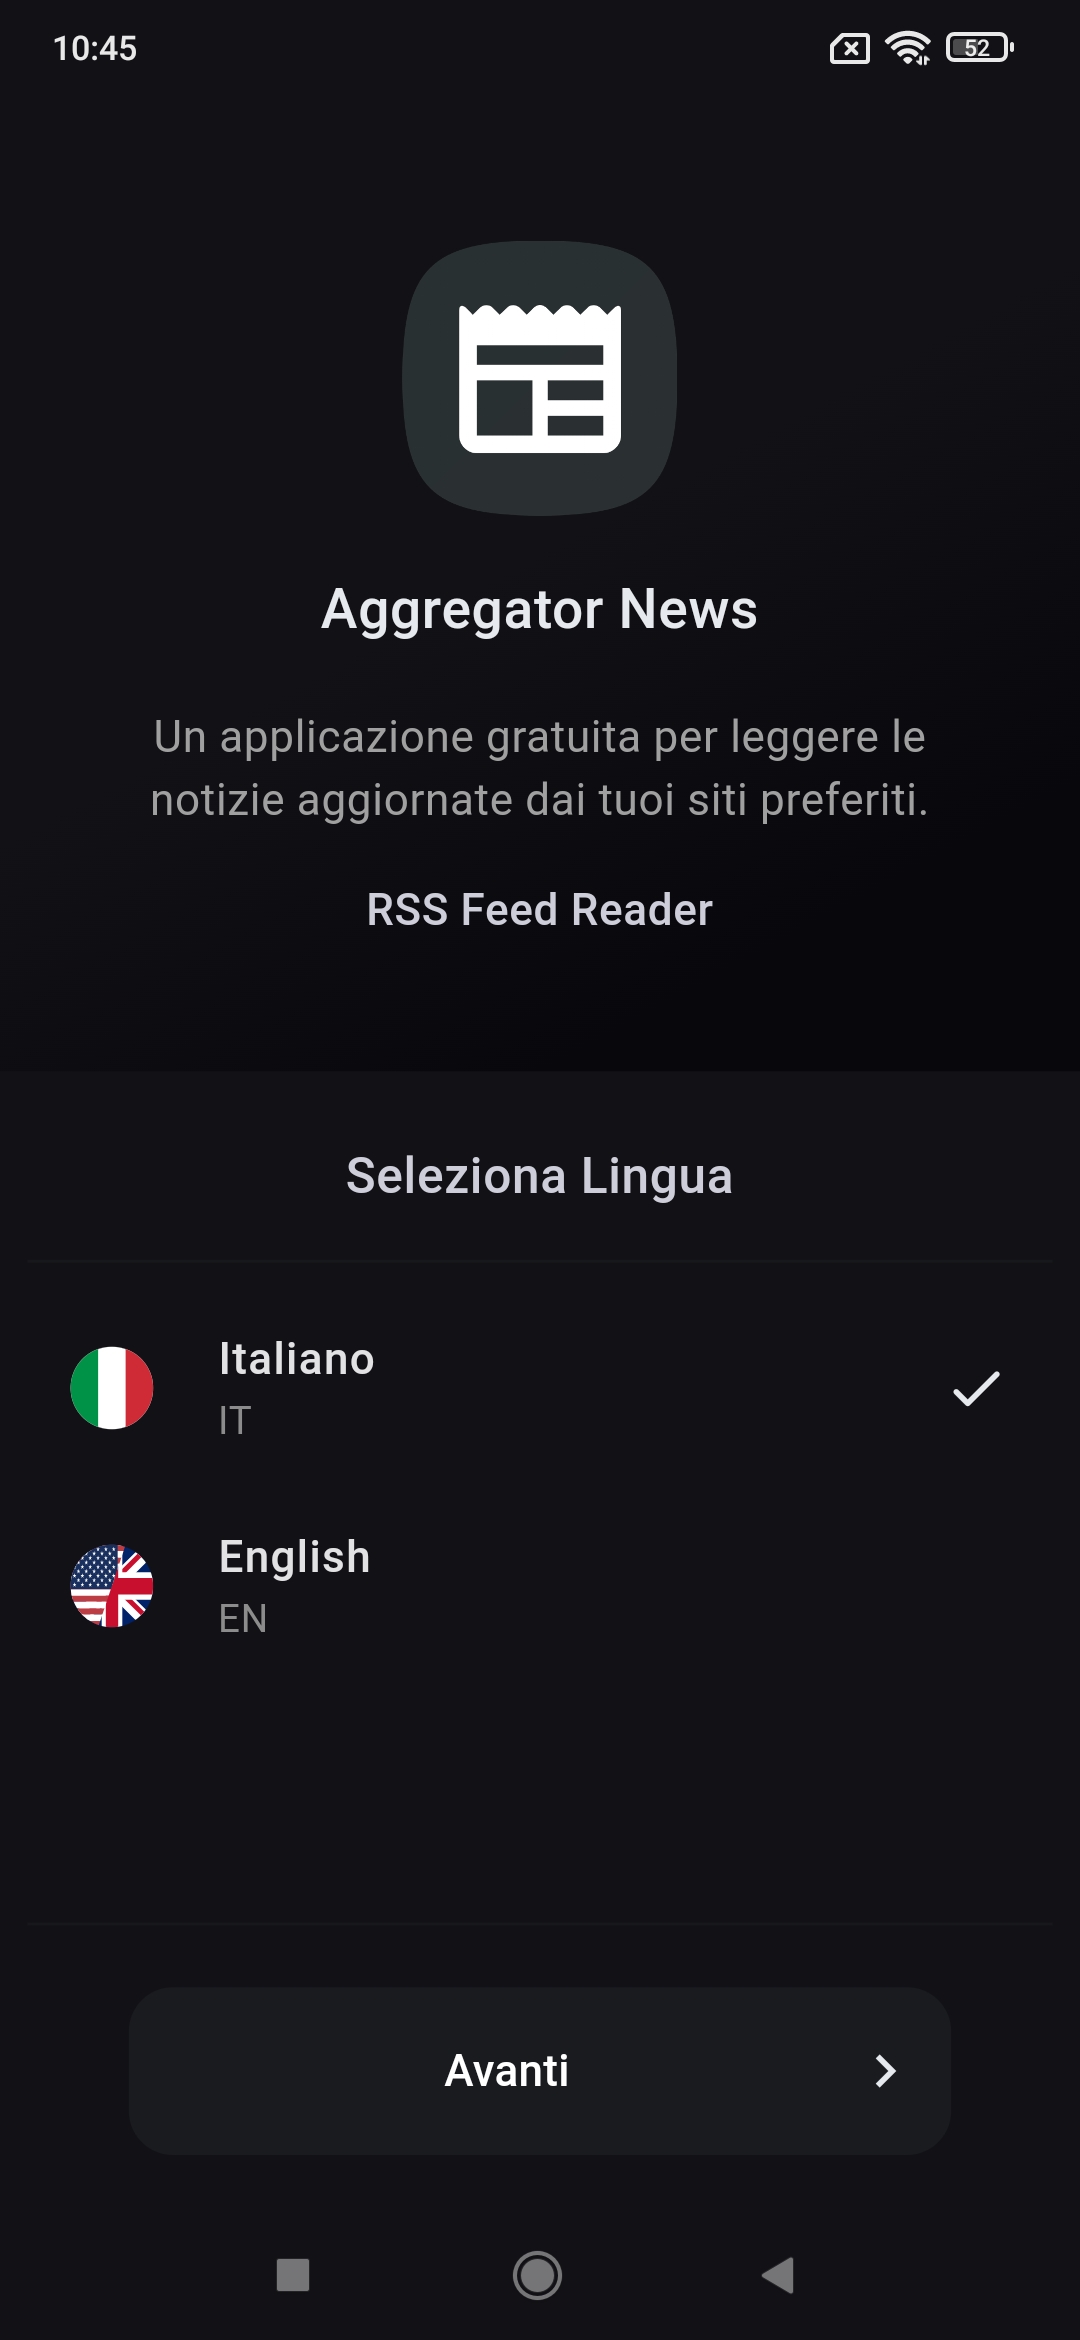 10:45
52
Aggregator News
Un applicazione gratuita per leggere le
notizie aggiornate dai tuoi siti preferiti.
RSS Feed Reader
Seleziona Lingua
Italiano
IT
English
EN
Avanti